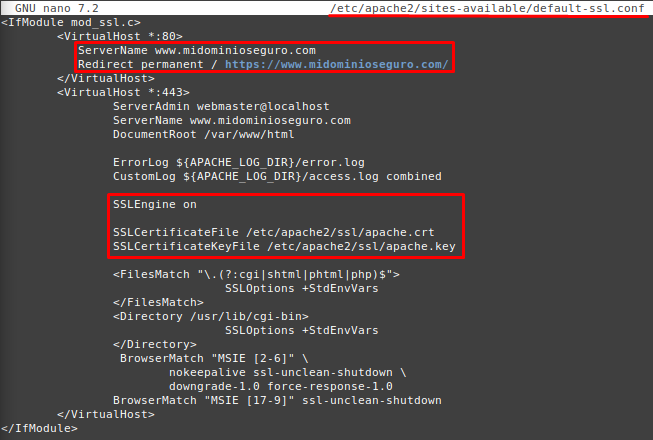 GNU nano 7.2 /etc/apache2/sites-available/default-ssl.conf
<IfModule mod_ssl.c>
<VirtualHost *:80>
ServerName www.midominioseguro.com
Redirect permanent / https://www.midominioseguro.com/
</VirtualHost>
<VirtualHost *:443>
ServerAdmin webmaster@localhost
ServerName www.midominioseguro.com
DocumentRoot /var/www/html
ErrorLog ${APACHE_LOG_DIR}/error.log
CustomLog ${APACHE_LOG_DIR}/access.log combined
SSLEngine on
SSLCertificateFile /etc/apache2/ssl/apache.crt
SSLCertificateKeyFile /etc/apache2/ssl/apache.key
<FilesMatch "\.(?:cgi|shtml|phtml|php)$">
SSLOptions +StdEnvVars
</FilesMatch>
<Directory /usr/lib/cgi-bin>
SSLOptions +StdEnvVars
</Directory>
BrowserMatch "MSIE [2-6]" \
nokeepalive ssl-unclean-shutdown \
downgrade-1.0 force-response-1.0
BrowserMatch "MSIE [17-9]" ssl-unclean-shutdown
</VirtualHost>
</IfModule>